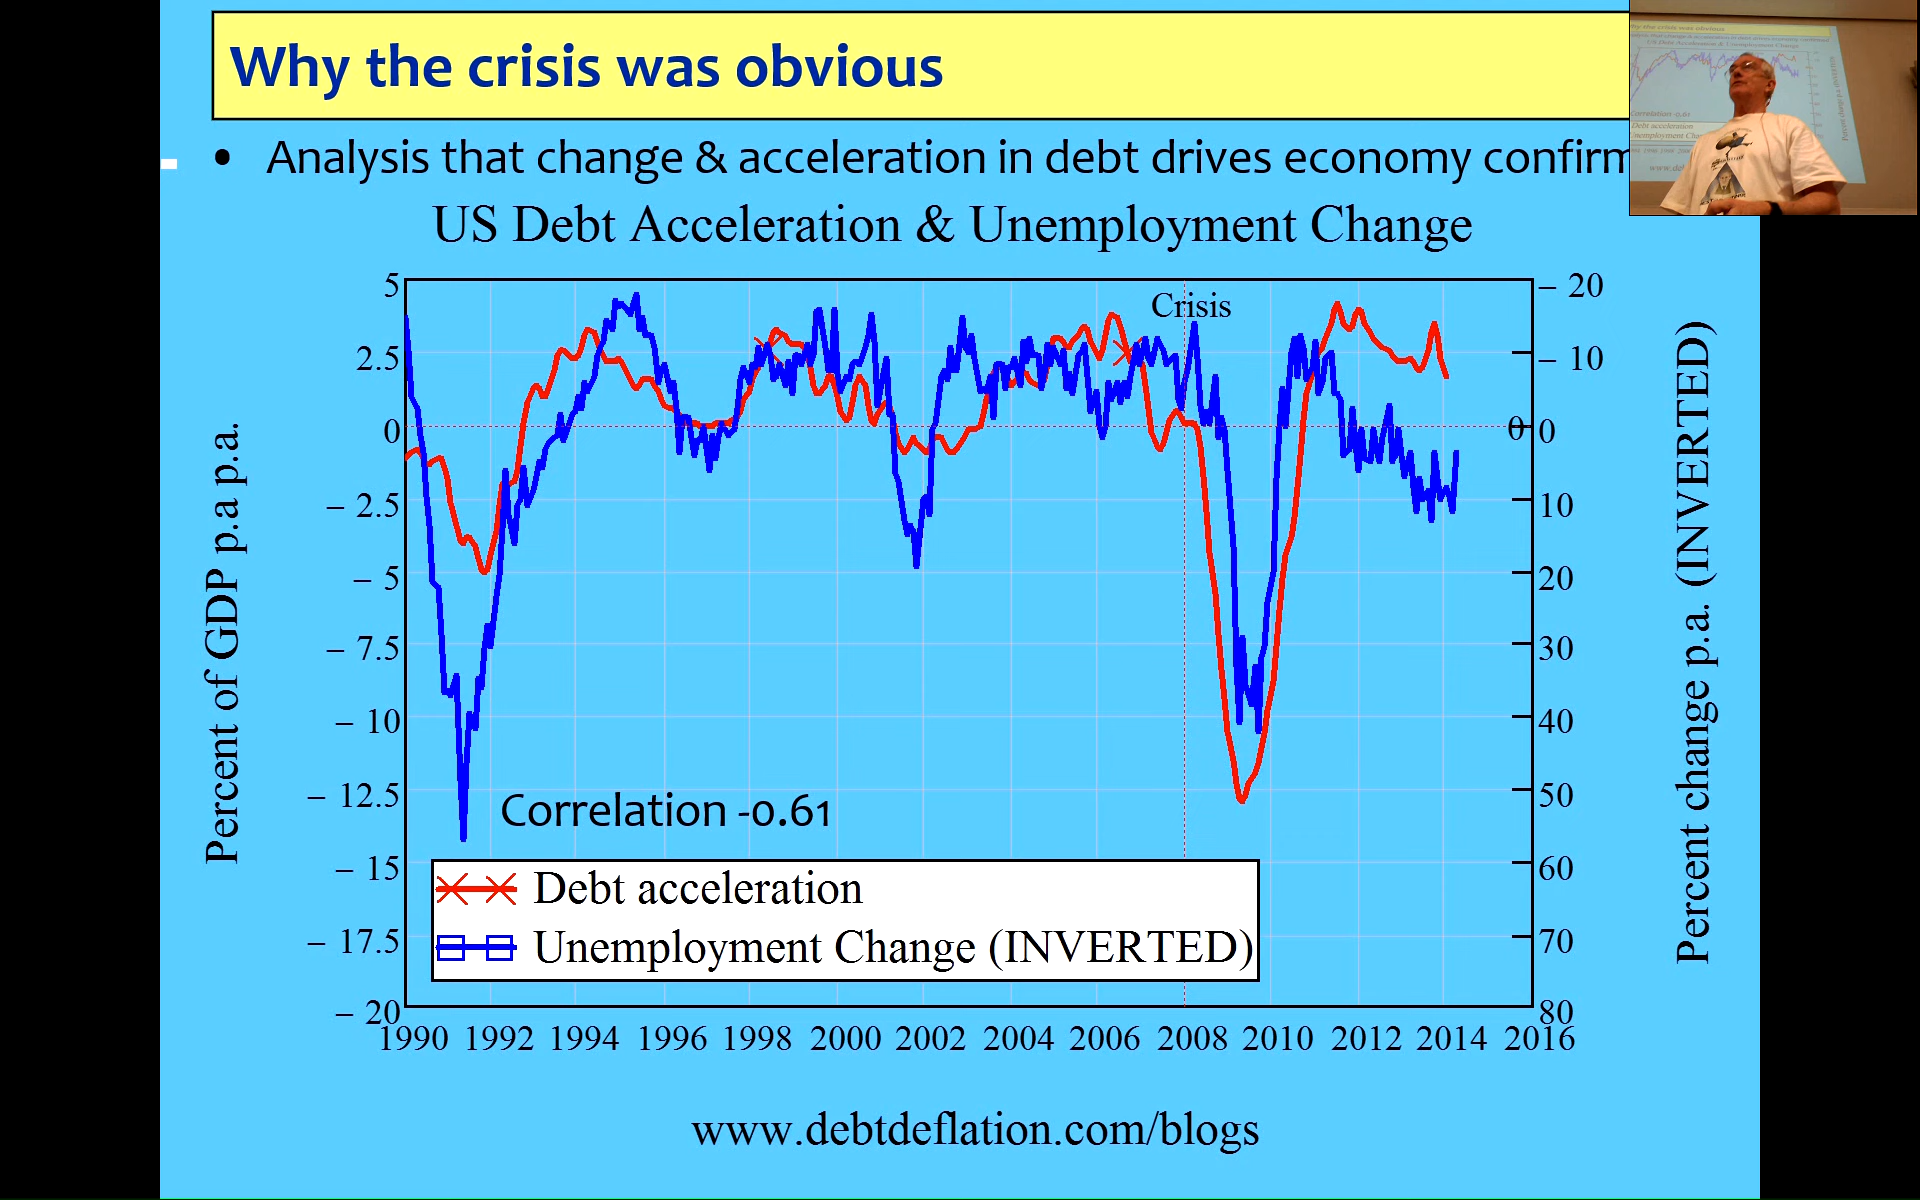 Why the crisis was obvious
• Analysis that change & acceleration in debt drives economy confirm
US Debt Acceleration & Unemployment Change
Crisis
5
2.5
0
– 2.5
– 5
– 7.5
– 10
– 12.5
– 15
– 17.5
– 20
– 20
– 10
0
0
10
20
30
40
50
60
70
80
Percent of GDP p.a p.a.
Percent change p.a. (INVERTED)
Correlation -0.61
Debt acceleration
Unemployment Change (INVERTED)
1990 1992 1994 1996 1998 2000 2002 2004 2006 2008 2010 2012 2014 2016
www.debtdeflation.com/blogs